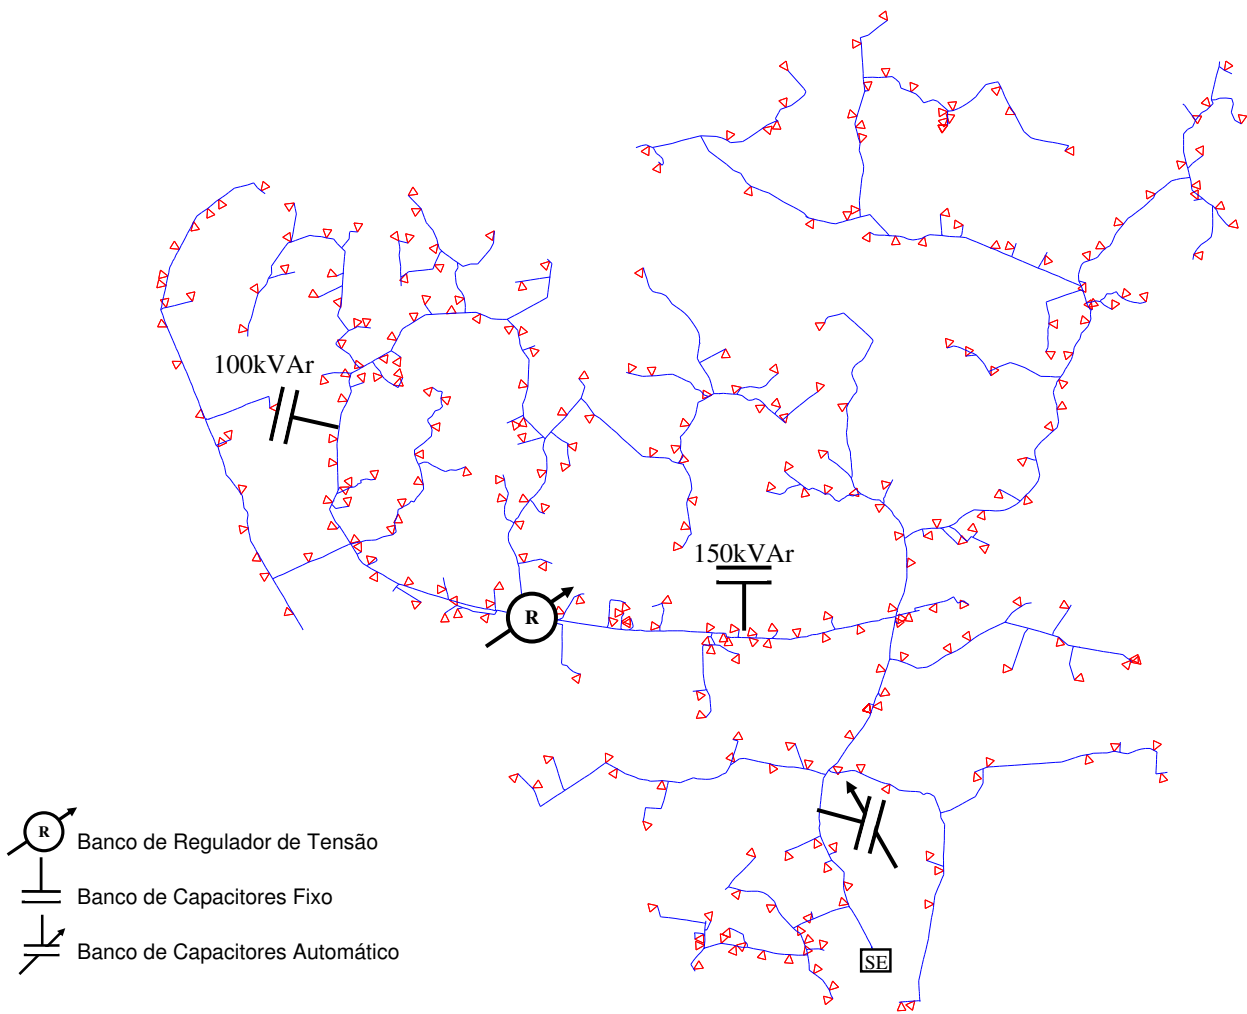 100kVAr
150kVAr
R
R
Banco de Regulador de Tensão
Banco de Capacitores Fixo
Banco de Capacitores Automático
SE